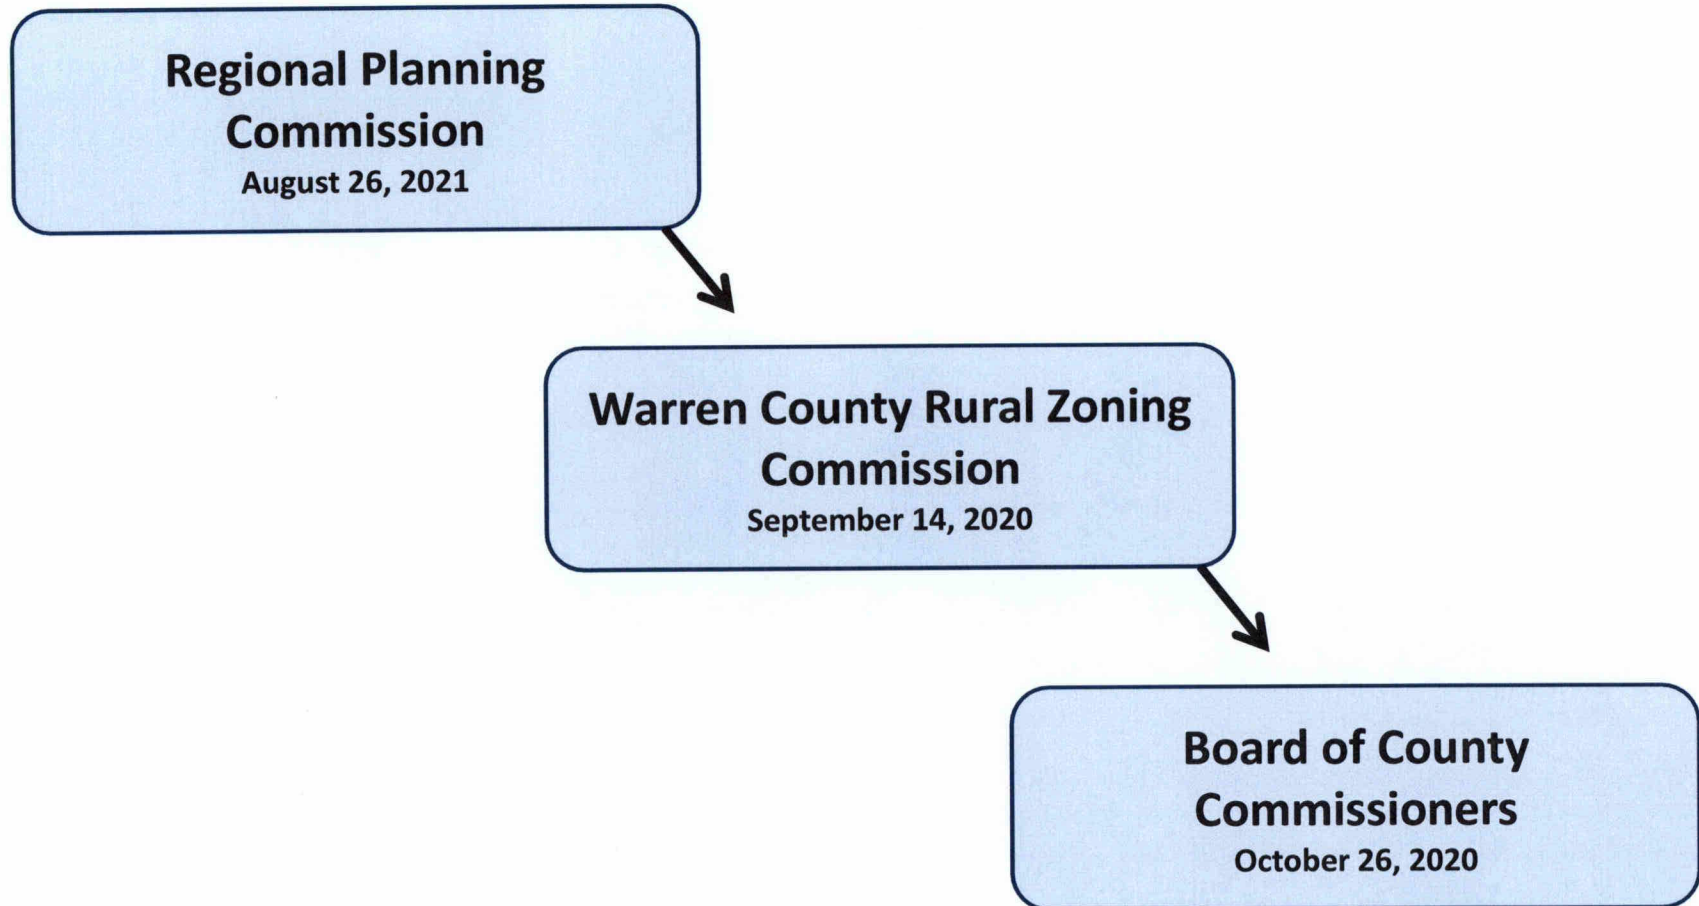 Regional Planning
Commission
August 26, 2021
Warren County Rural Zoning
Commission
September 14, 2020
Board of County
Commissioners
October 26, 2020